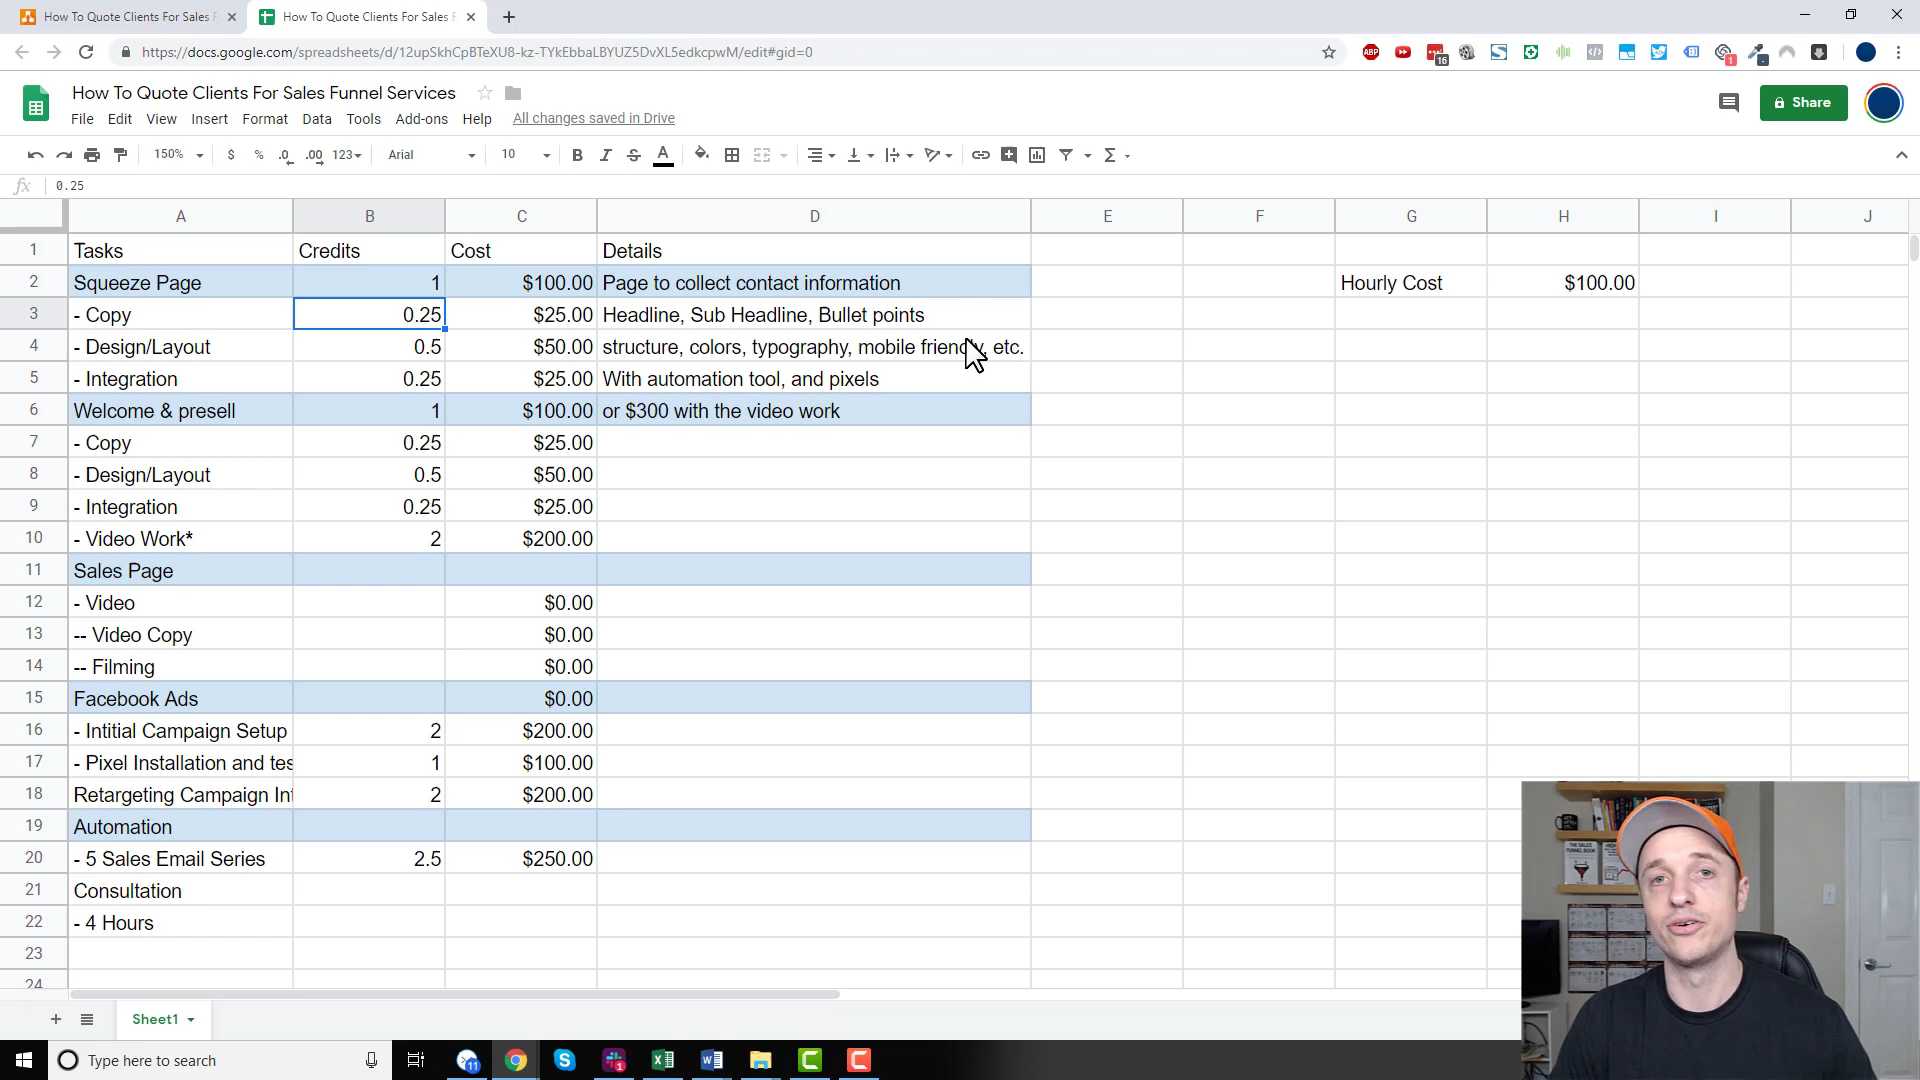 How To Quote Clients For Sales F
How To Quote Clients For Sales F
https://docs.google.com/spreadsheets/d/12upSkhCpBTeXU8-kz-TYkEbbaLBYUZ5DvXL5edkcpwM/edit#gid=0
ABP
16
1
How To Quote Clients For Sales Funnel Services
File Edit View Insert Format Data Tools Add-ons Help All changes saved in Drive
Share
150% $ % .0 .00 123 Arial 10 B I S A Σ
fx 0.25
A B C D E F G H I J
1 Tasks Credits Cost Details
2 Squeeze Page 1 $100.00 Page to collect contact information Hourly Cost $100.00
3 - Copy 0.25 $25.00 Headline, Sub Headline, Bullet points
4 - Design/Layout 0.5 $50.00 structure, colors, typography, mobile friendly, etc.
5 - Integration 0.25 $25.00 With automation tool, and pixels
6 Welcome & presell 1 $100.00 or $300 with the video work
7 - Copy 0.25 $25.00
8 - Design/Layout 0.5 $50.00
9 - Integration 0.25 $25.00
10 - Video Work* 2 $200.00
11 Sales Page
12 - Video $0.00
13 -- Video Copy $0.00
14 -- Filming $0.00
15 Facebook Ads $0.00
16 - Intitial Campaign Setup 2 $200.00
17 - Pixel Installation and tes 1 $100.00
18 Retargeting Campaign Int 2 $200.00
19 Automation
20 - 5 Sales Email Series 2.5 $250.00
21 Consultation
22 - 4 Hours
23
24
Sheet1
Type here to search
11
1